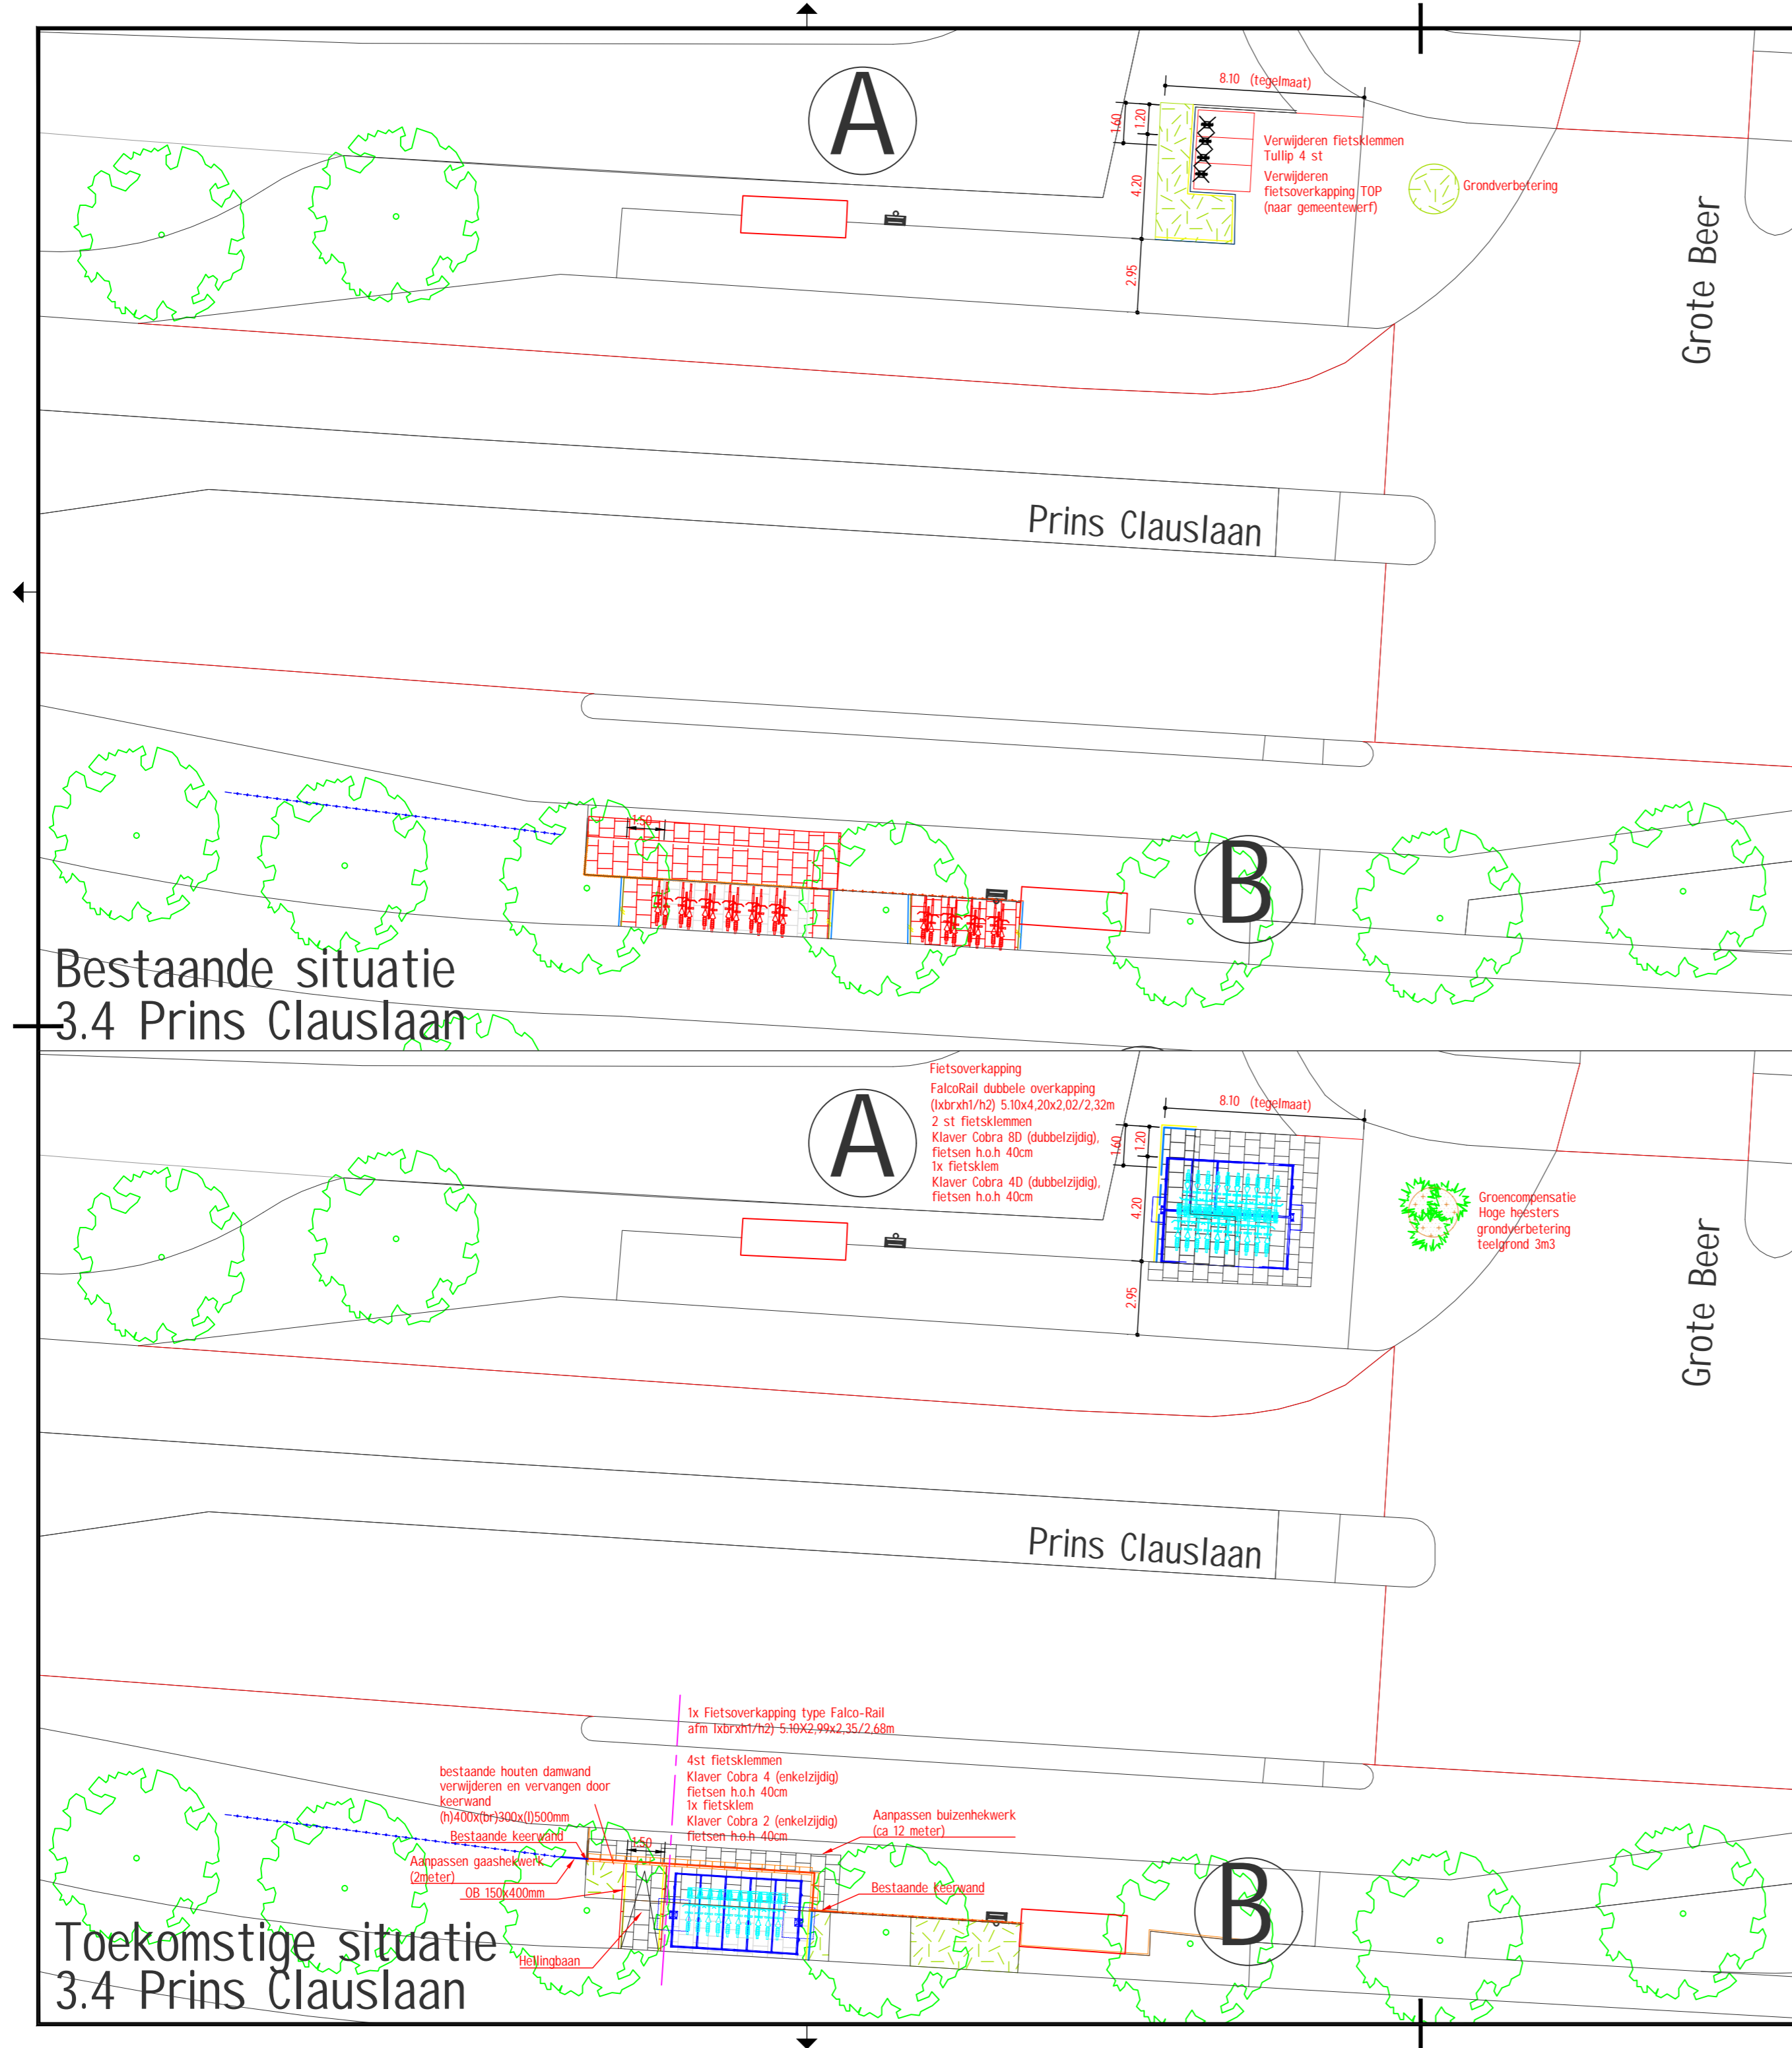 A
8.10 (tegelmaat)
1.60
1.20
4.20
2.95
Verwijderen fietsklemmen
Tullip 4 st
Verwijderen
fietsoverkapping TOP
(naar gemeentewerf)
Grondverbetering
Grote Beer
Prins Clauslaan
1.50
B
Bestaande situatie
3.4 Prins Clauslaan
A
Fietsoverkapping
FalcoRail dubbele overkapping
(lxbrxh1/h2) 5.10x4,20x2,02/2,32m
2 st fietsklemmen
Klaver Cobra 8D (dubbelzijdig),
fietsen h.o.h 40cm
1x fietsklem
Klaver Cobra 4D (dubbelzijdig),
fietsen h.o.h 40cm
8.10 (tegelmaat)
1.60
1.20
4.20
2.95
Groencompensatie
Hoge heesters
grondverbetering
teelgrond 3m3
Grote Beer
Prins Clauslaan
1x Fietsoverkapping type Falco-Rail
afm lxbrxh1/h2) 5.10X2,99x2,35/2,68m
4st fietsklemmen
Klaver Cobra 4 (enkelzijdig)
fietsen h.o.h 40cm
1x fietsklem
Klaver Cobra 2 (enkelzijdig)
fietsen h.o.h 40cm
bestaande houten damwand
verwijderen en vervangen door
keerwand
(h)400x(br)300x(l)500mm
Bestaande keerwand
Aanpassen gaashekwerk
(2meter)
OB 150x400mm
Hellingbaan
1.50
Aanpassen buizenhekwerk
(ca 12 meter)
Bestaande keerwand
B
Toekomstige situatie
3.4 Prins Clauslaan